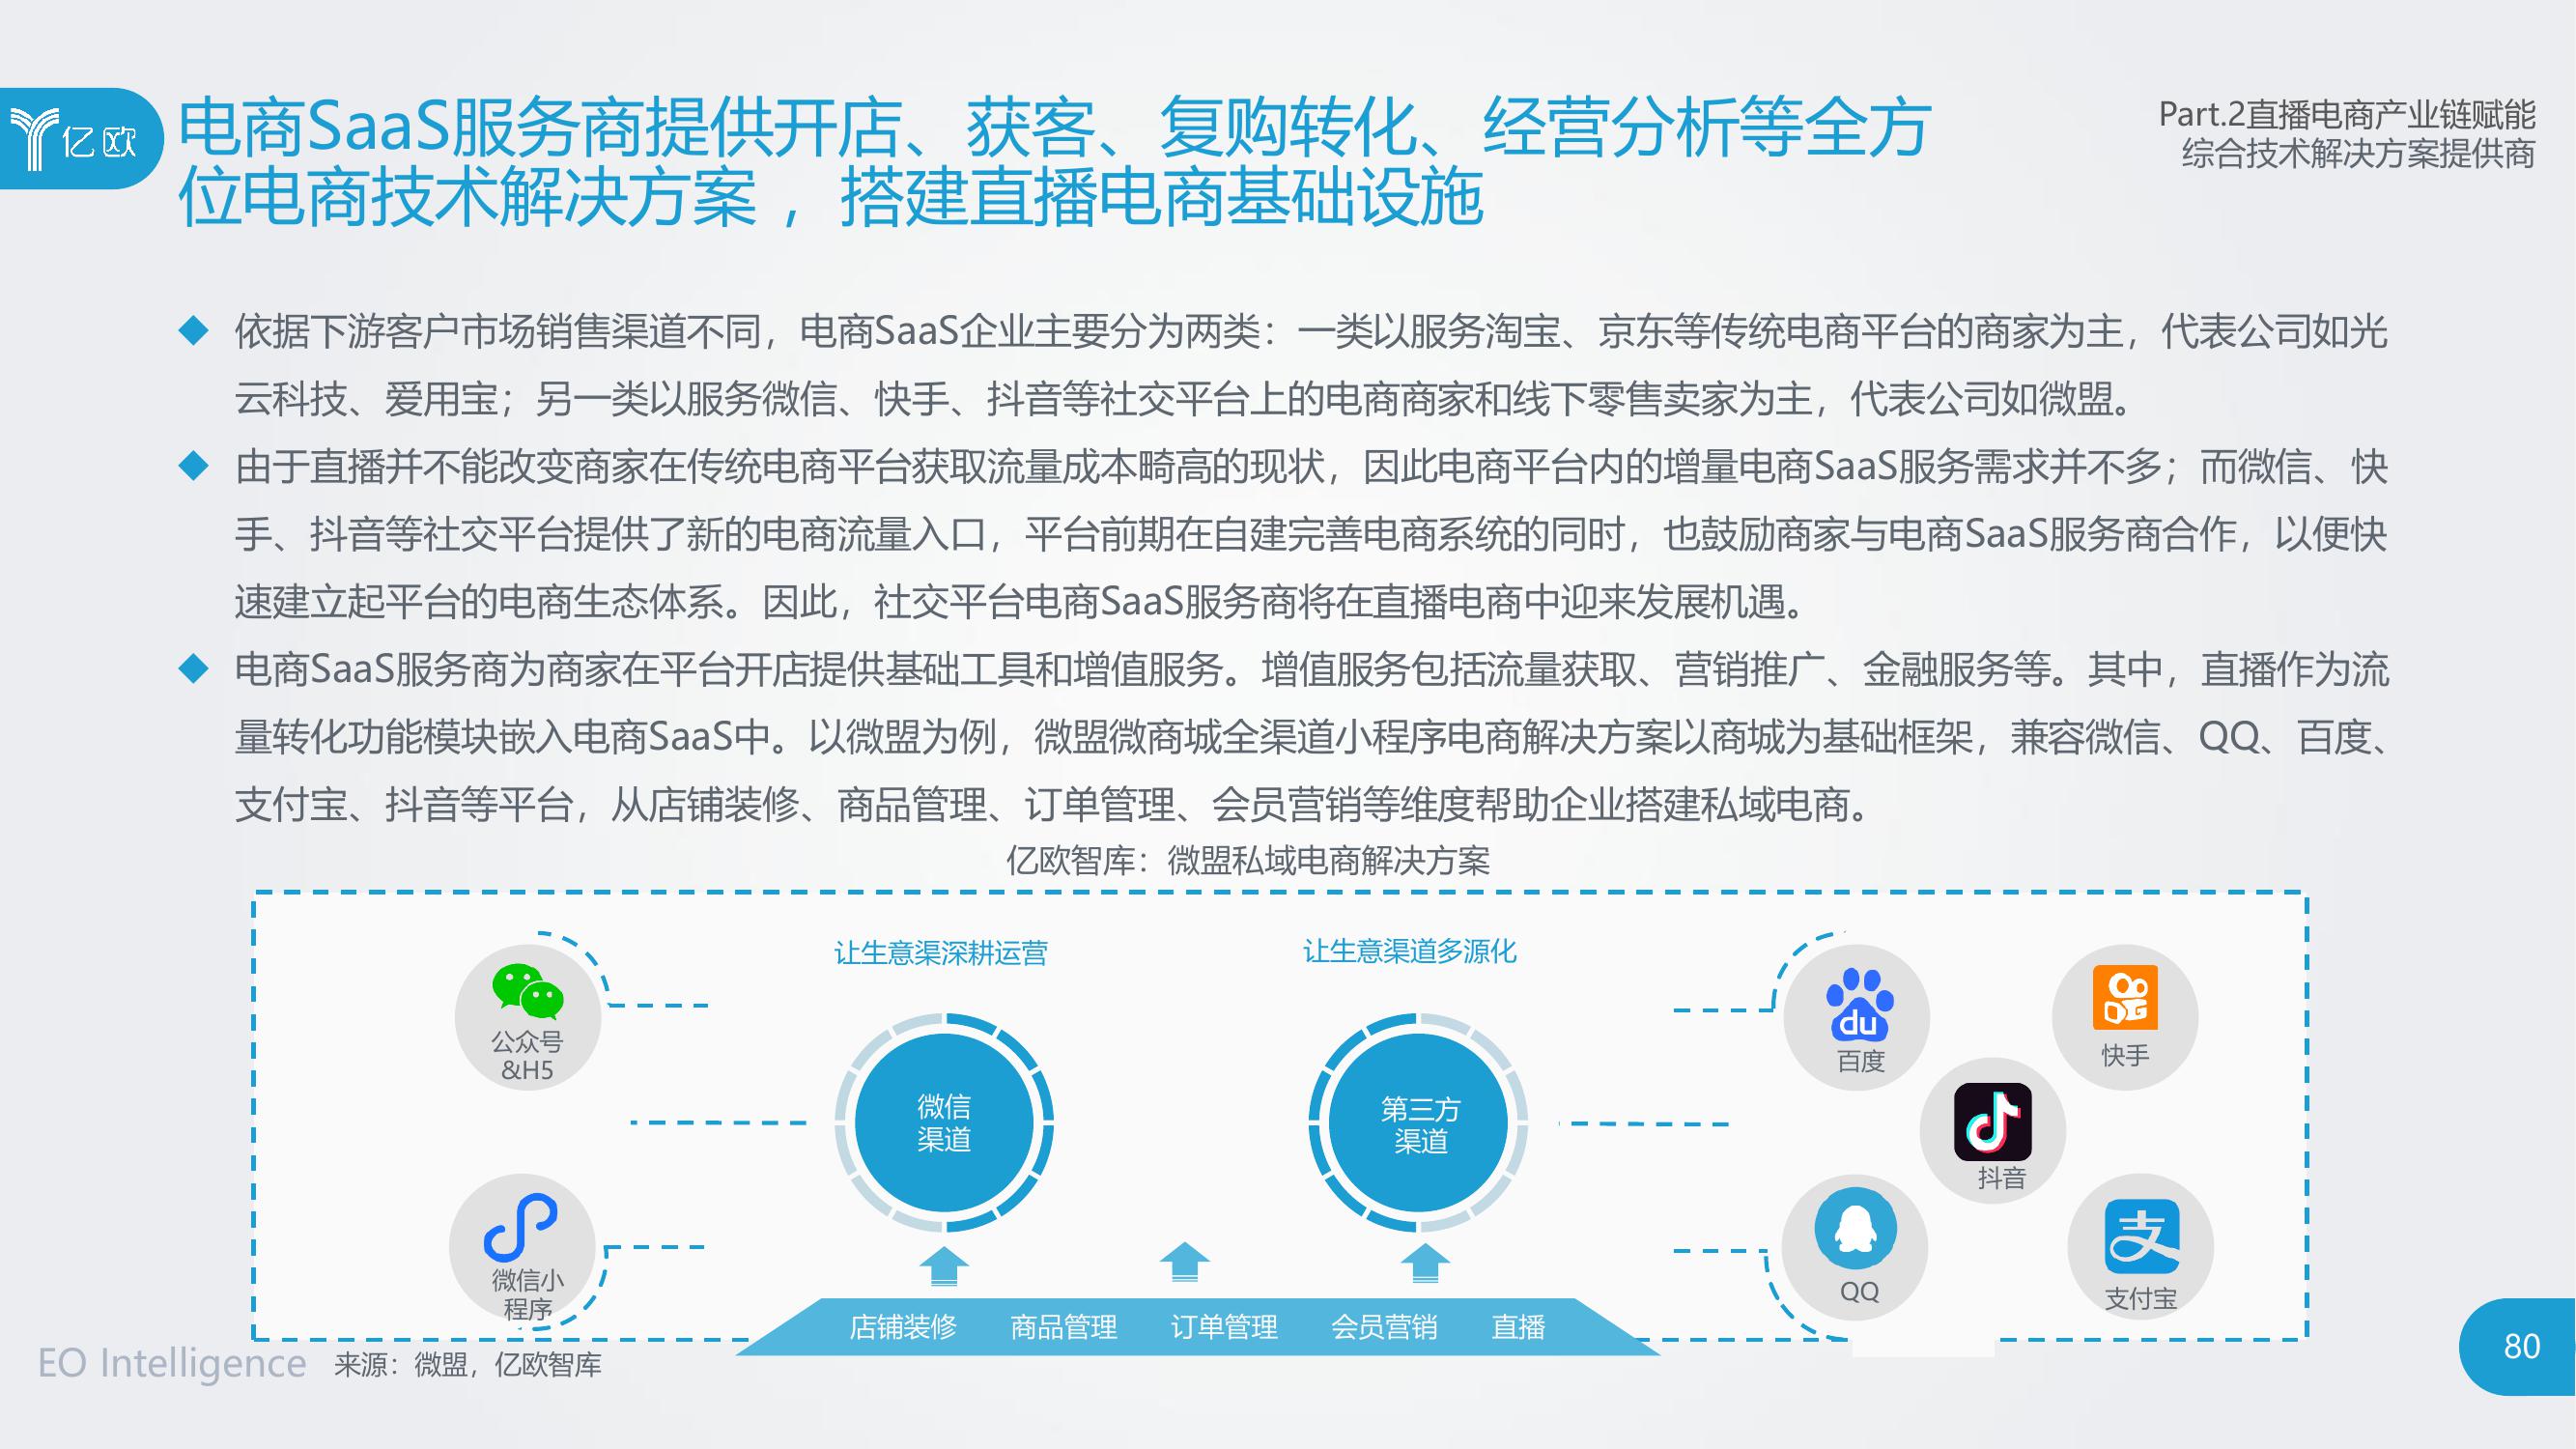 亿欧
电商SaaS服务商提供开店、获客、复购转化、经营分析等全方
位电商技术解决方案，搭建直播电商基础设施
Part.2直播电商产业链赋能
综合技术解决方案提供商
依据下游客户市场销售渠道不同，电商SaaS企业主要分为两类：一类以服务淘宝、京东等传统电商平台的商家为主，代表公司如光
云科技、爱用宝；另一类以服务微信、快手、抖音等社交平台上的电商商家和线下零售卖家为主，代表公司如微盟。
由于直播并不能改变商家在传统电商平台获取流量成本畸高的现状，因此电商平台内的增量电商SaaS服务需求并不多；而微信、快
手、抖音等社交平台提供了新的电商流量入口，平台前期在自建完善电商系统的同时，也鼓励商家与电商SaaS服务商合作，以便快
速建立起平台的电商生态体系。因此，社交平台电商SaaS服务商将在直播电商中迎来发展机遇。
电商SaaS服务商为商家在平台开店提供基础工具和增值服务。增值服务包括流量获取、营销推广、金融服务等。其中，直播作为流
量转化功能模块嵌入电商SaaS中。以微盟为例，微盟微商城全渠道小程序电商解决方案以商城为基础框架，兼容微信、QQ、百度、
支付宝、抖音等平台，从店铺装修、商品管理、订单管理、会员营销等维度帮助企业搭建私域电商。
亿欧智库：微盟私域电商解决方案
让生意渠深耕运营
让生意渠道多源化
公众号
&H5
微信小
程序
微信
渠道
第三方
渠道
du
百度
快手
抖音
QQ
支
支付宝
店铺装修 商品管理 订单管理 会员营销 直播
EO Intelligence
来源：微盟，亿欧智库
80